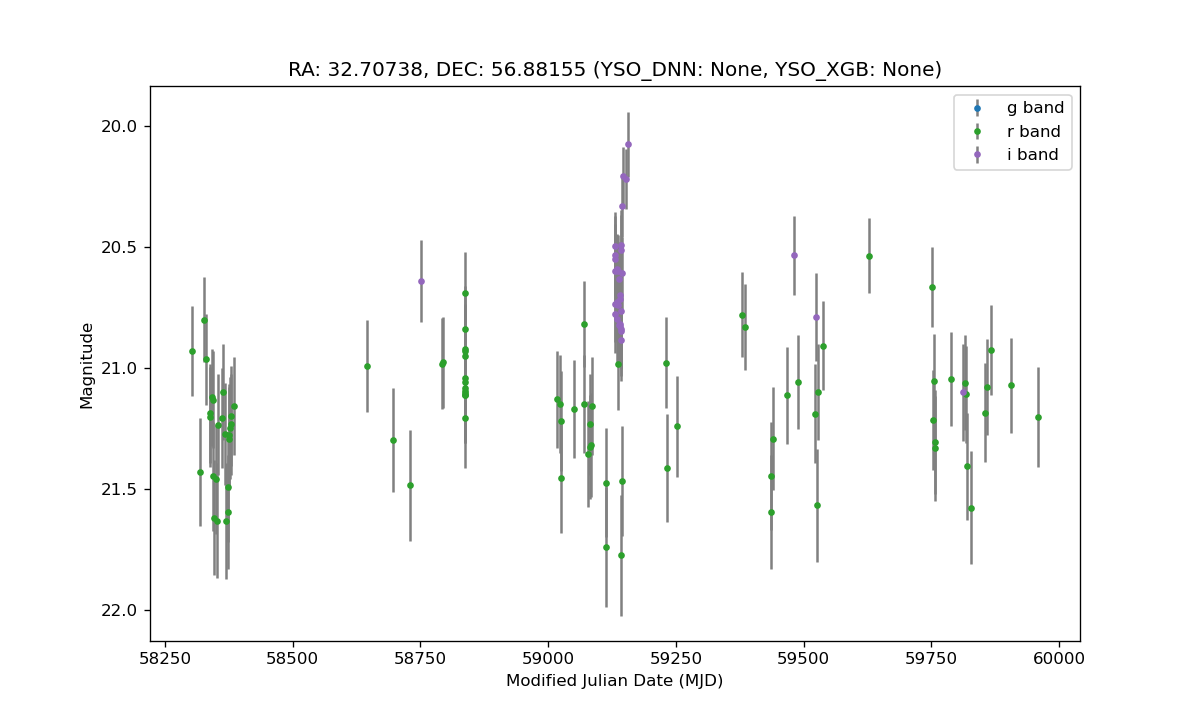 RA: 32.70738, DEC: 56.88155 (YSO_DNN: None, YSO_XGB: None)
g band
r band
i band
20.0
20.5
21.0
21.5
22.0
Magnitude
58250
58500
58750
59000
59250
59500
59750
60000
Modified Julian Date (MJD)